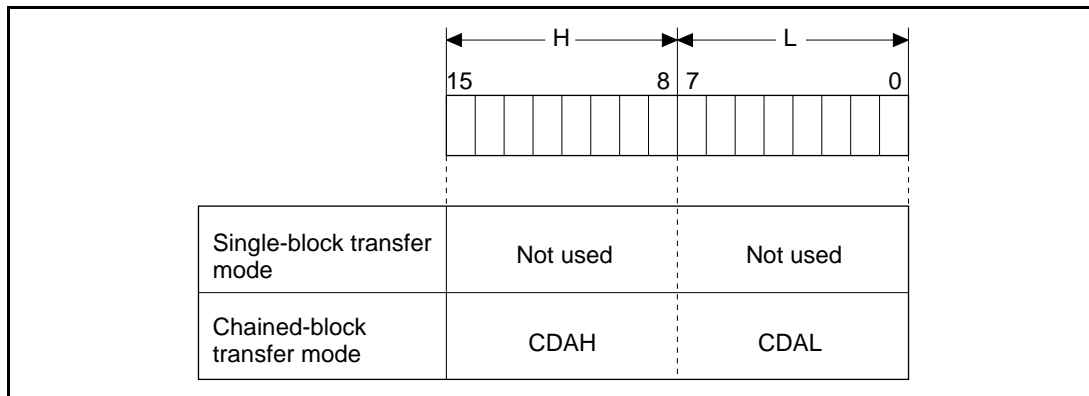 H L
15 8 7 0
Single-block transfer
mode
Not used Not used
Chained-block
transfer mode
CDAH CDAL